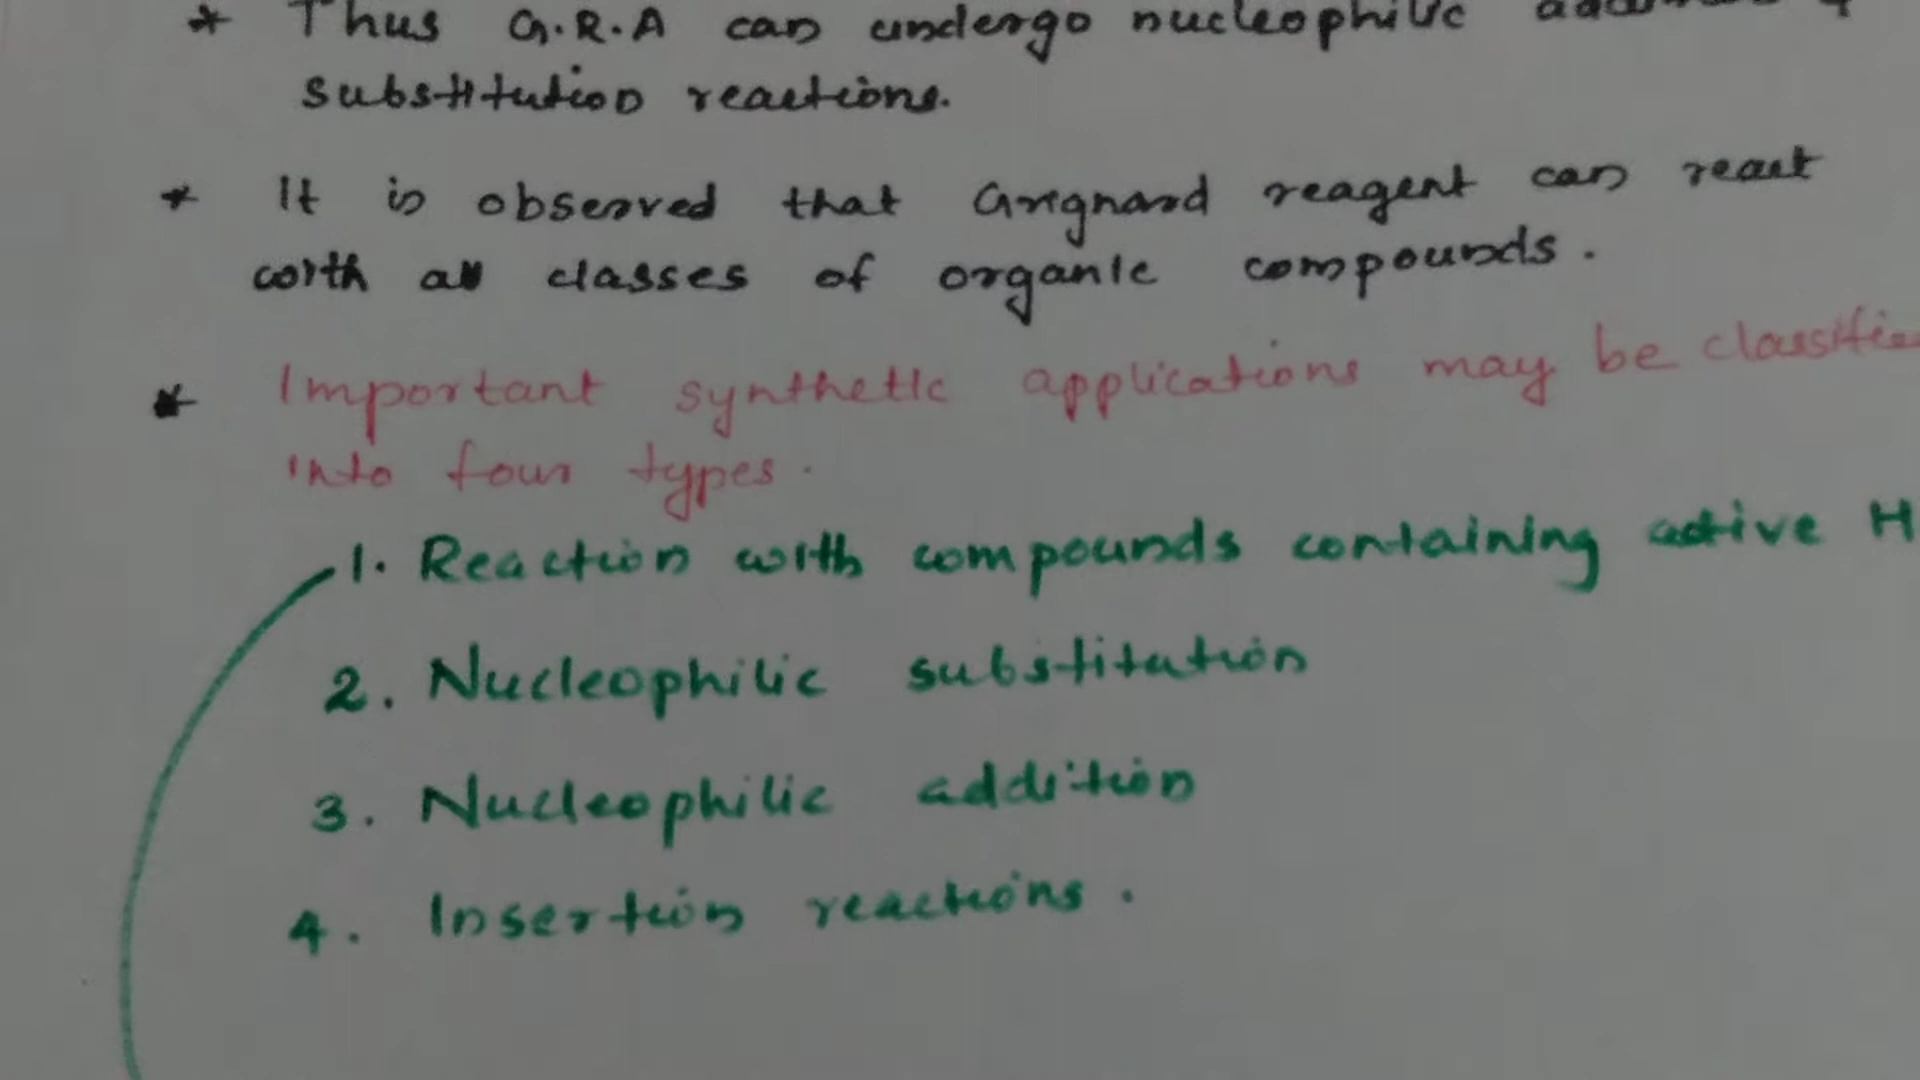 * Thus G.R.A can undergo nucleophilic
substitution reactions.
* It is observed that Grignard reagent can react
with all classes of organic compounds.
* Important synthetic applications may be classifie
into four types.
1. Reaction with compounds containing active H
2. Nucleophilic substitution
3. Nucleophilic addition
4. Insertion reactions.